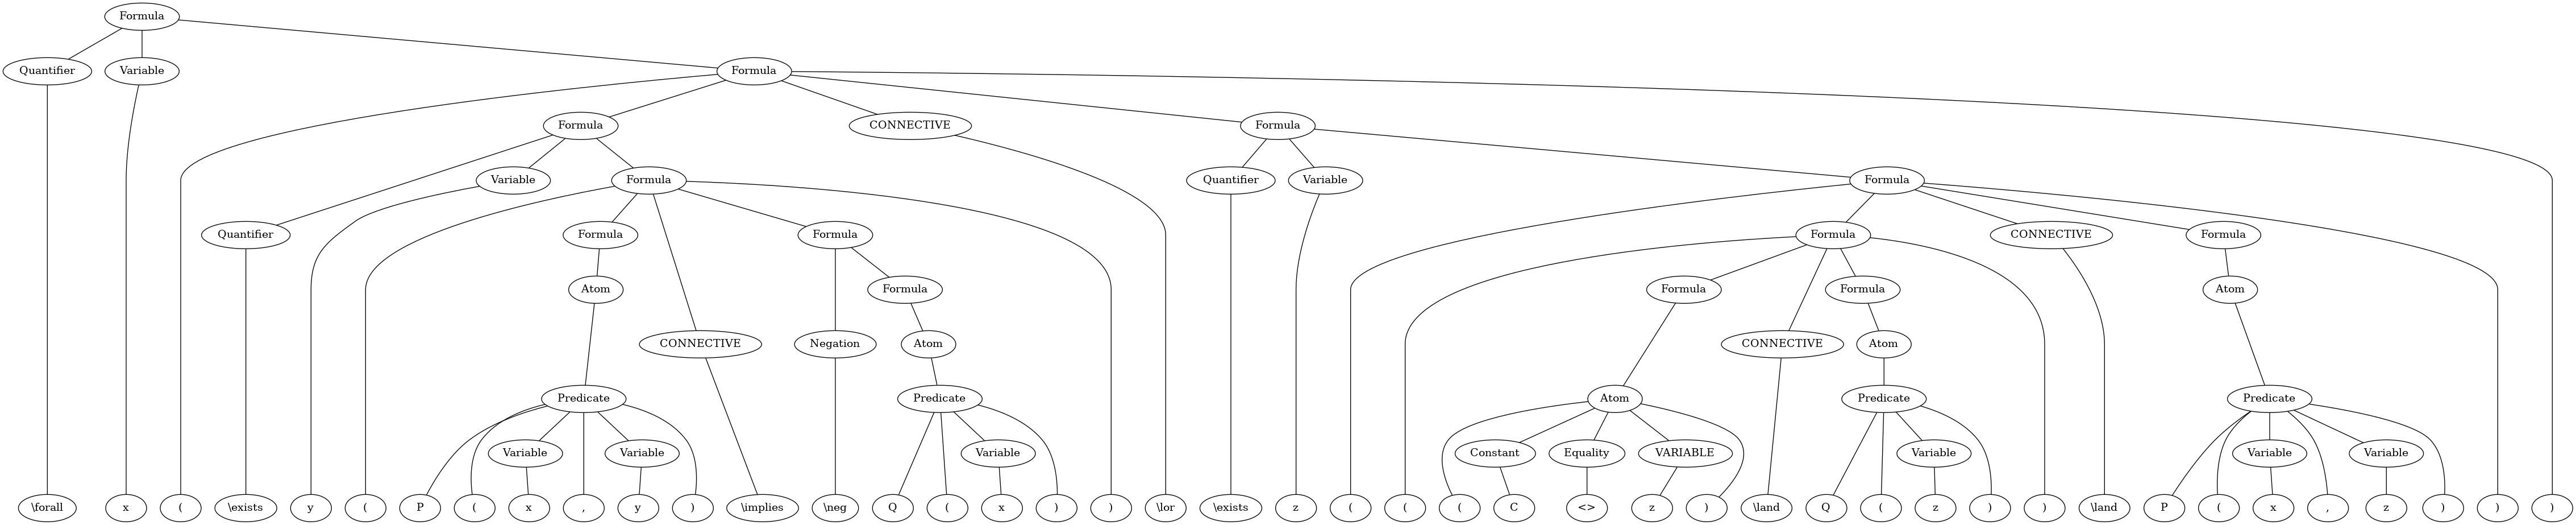 Formula
Quantifier Variable Formula
Formula CONNECTIVE Formula
Variable Formula Quantifier Variable Formula
Quantifier Formula Formula Formula CONNECTIVE Formula
Atom Formula Formula Formula Atom
CONNECTIVE Negation Atom CONNECTIVE Atom
Predicate Predicate Atom Predicate Predicate
Variable Variable Variable Constant Equality VARIABLE Variable Variable Variable
\forall x ( \exists y ( P ( x , y ) \implies \neg Q ( x ) ) \lor \exists z ( ( ( C <> z ) \land Q ( z ) ) \land P ( x , z ) ) )